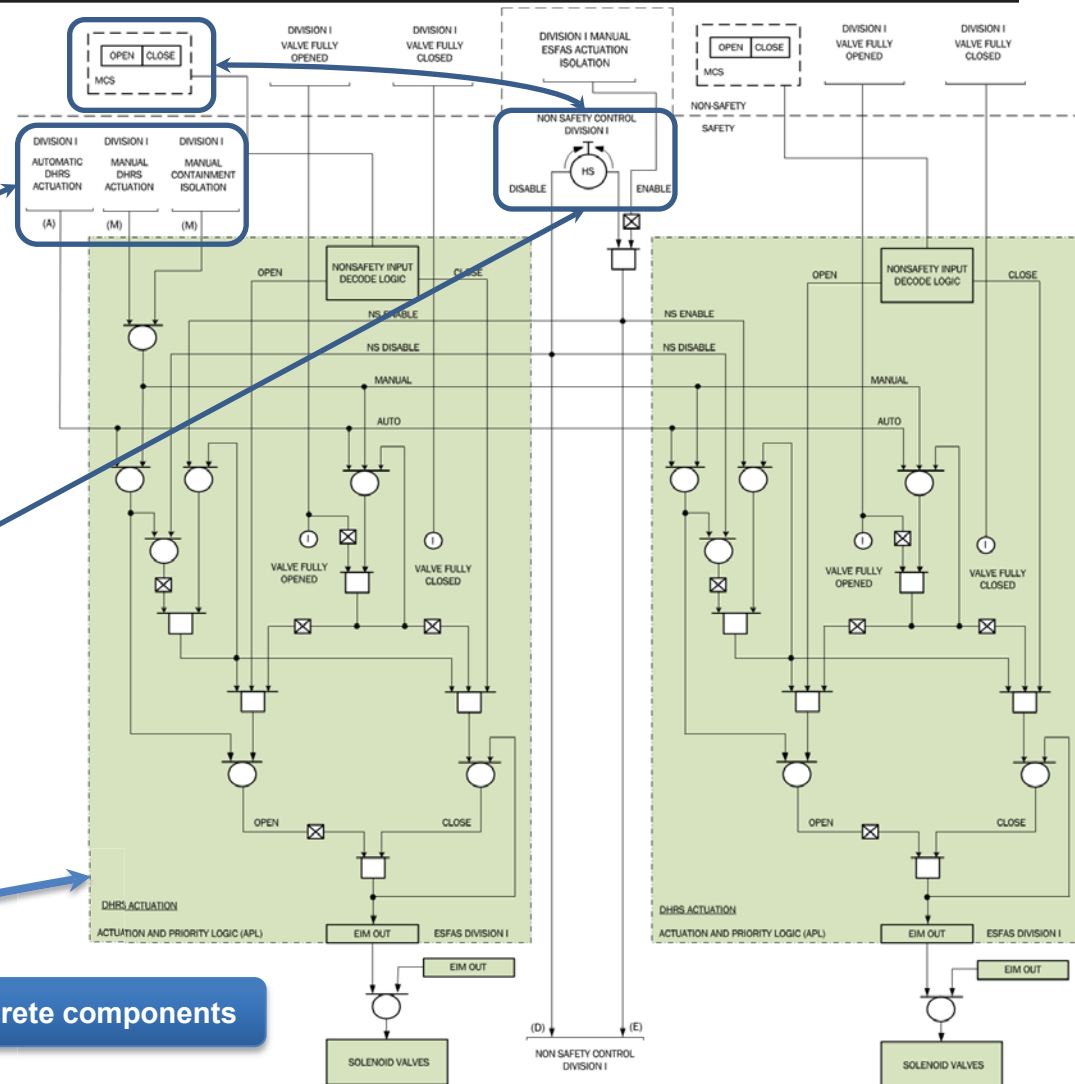 OPEN CLOSE
MCS
DIVISION I
VALVE FULLY
OPENED
DIVISION I
VALVE FULLY
CLOSED
DIVISION I MANUAL
ESFAS ACTUATION
ISOLATION
OPEN CLOSE
MCS
DIVISION I
VALVE FULLY
OPENED
DIVISION I
VALVE FULLY
CLOSED
NON-SAFETY
SAFETY
NON SAFETY CONTROL
DIVISION I
HS
DISABLE
ENABLE
DIVISION I
AUTOMATIC
DHRS
ACTUATION
(A)
DIVISION I
MANUAL
DHRS
ACTUATION
(M)
DIVISION I
MANUAL
CONTAINMENT
ISOLATION
(M)
OPEN
NONSAFETY INPUT
DECODE LOGIC
CLOSE
OPEN
NONSAFETY INPUT
DECODE LOGIC
CLOSE
NS ENABLE
NS ENABLE
NS DISABLE
NS DISABLE
MANUAL
MANUAL
AUTO
AUTO
I
VALVE FULLY
OPENED
I
VALVE FULLY
CLOSED
I
VALVE FULLY
OPENED
I
VALVE FULLY
CLOSED
OPEN
CLOSE
OPEN
CLOSE
DHRS ACTUATION
ACTUATION AND PRIORITY LOGIC (APL)
EIM OUT
ESFAS DIVISION I
DHRS ACTUATION
ACTUATION AND PRIORITY LOGIC (APL)
EIM OUT
ESFAS DIVISION I
EIM OUT
EIM OUT
rete components
(D)
(E)
NON SAFETY CONTROL
DIVISION I
SOLENOID VALVES
SOLENOID VALVES